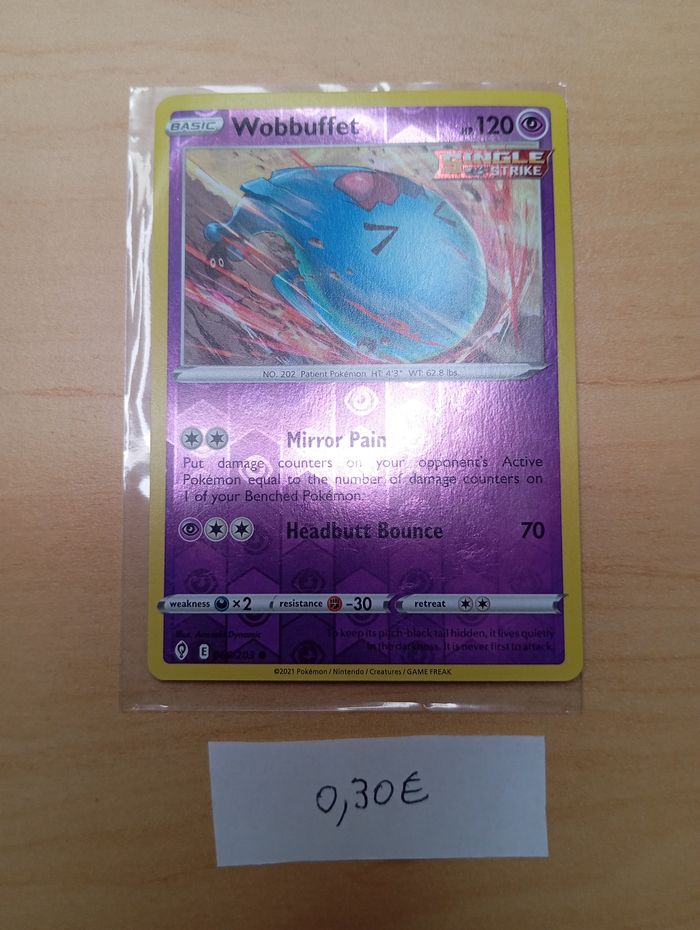 BASIC Wobbuffet HP 120
SINGLE
STRIKE
NO. 202 Patient Pokémon HT: 4'3" WT: 62.8 lbs.
Mirror Pain
Put damage counters on your opponent's Active
Pokémon equal to the number of damage counters on
1 of your Benched Pokémon.
Headbutt Bounce 70
weakness ×2 resistance -30 retreat
Illus. Dynamic
To keep its pitch-black tail hidden, it lives quietly
in the darkness. It is never first to attack.
E /203
©2021 Pokémon / Nintendo / Creatures / GAME FREAK
0,30€